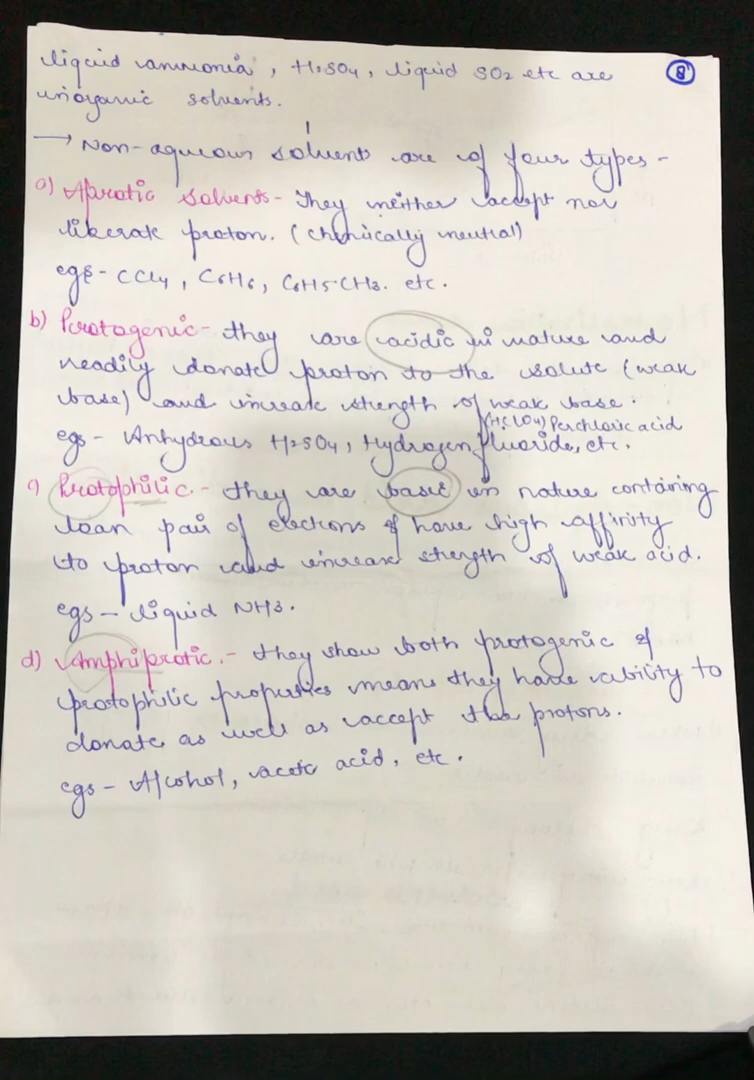 liquid ammonia, H2SO4, liquid SO2 etc are
8
inorganic solvents.
→ Non-aqueous solvents are of four types -
a) Aprotic solvents - They neither accept nor
liberate proton. (chemically neutral)
egs - CCl4, C6H6, C6H5-CH3. etc.
b) Protogenic - they are acidic in nature and
readily donate proton to the solute (weak
base) and increase strength of weak base.
(HClO4) Perchloric acid
egs - Anhydrous H2SO4, Hydrogen fluoride, etc.
c) Protophilic. - they are basic in nature containing
loan pair of electrons & have high affinity
to proton and increase strength of weak acid.
egs - liquid NH3.
d) Amphiprotic. - they show both protogenic &
protophilic properties means they have ability to
donate as well as accept the protons.
egs - Alcohol, acetic acid, etc.